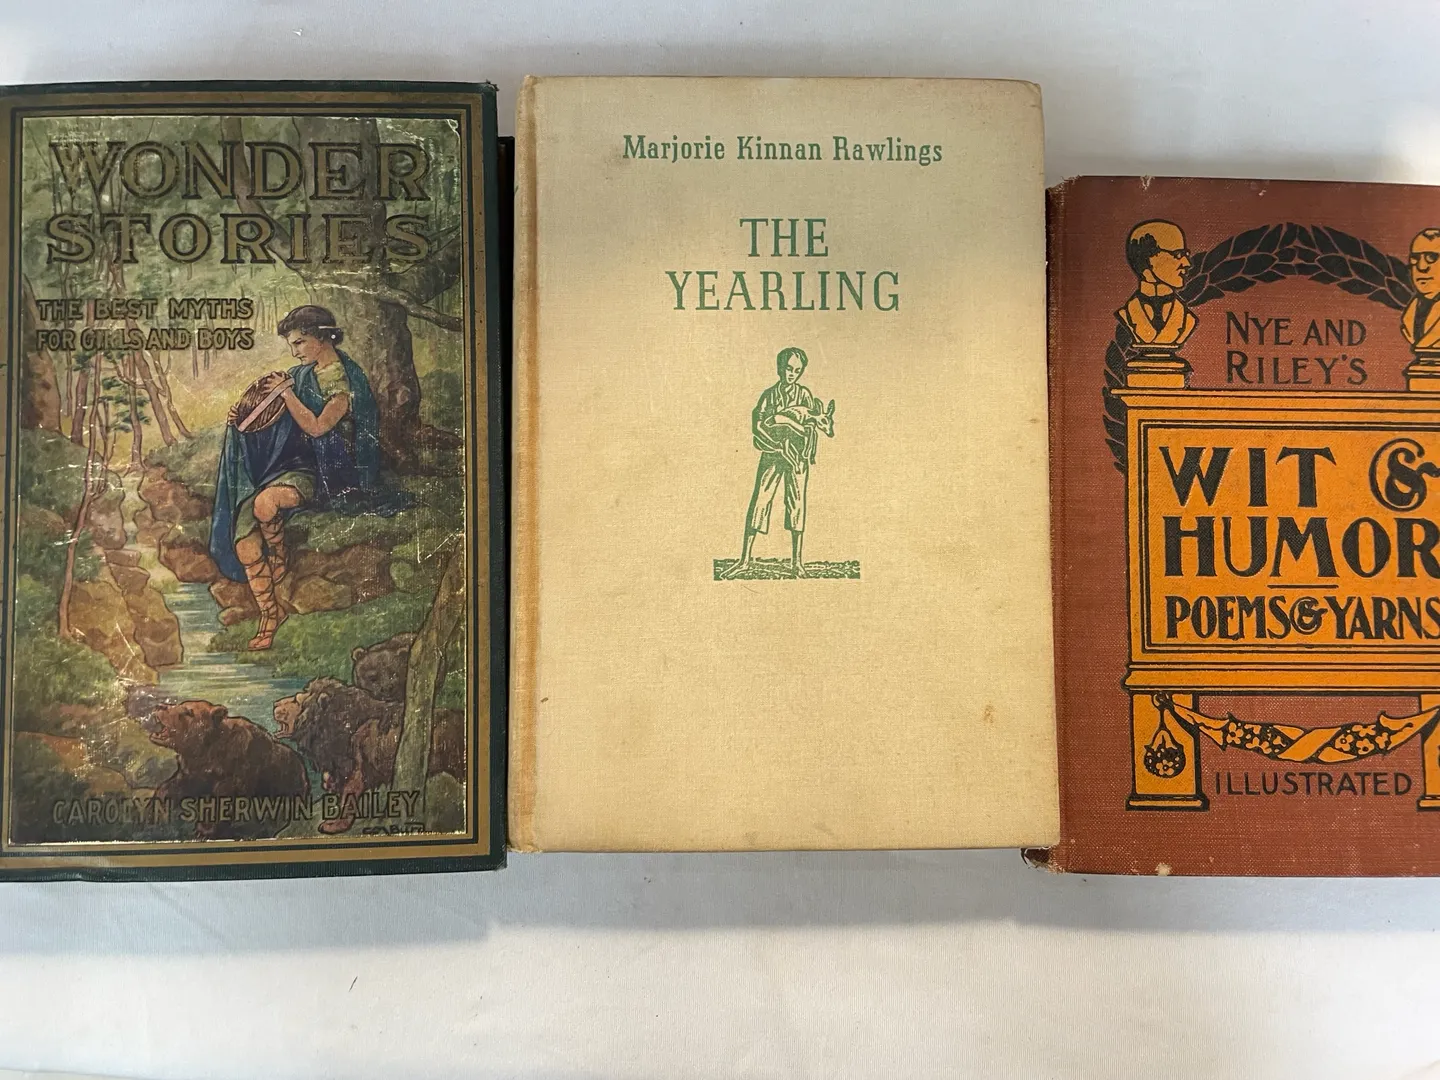 WONDER
STORIES
THE BEST MYTHS
FOR GIRLS AND BOYS
CAROLYN SHERWIN BAILEY
Marjorie Kinnan Rawlings
THE
YEARLING
NYE AND
RILEY'S
WIT &
HUMOR
POEMS & YARNS
ILLUSTRATED